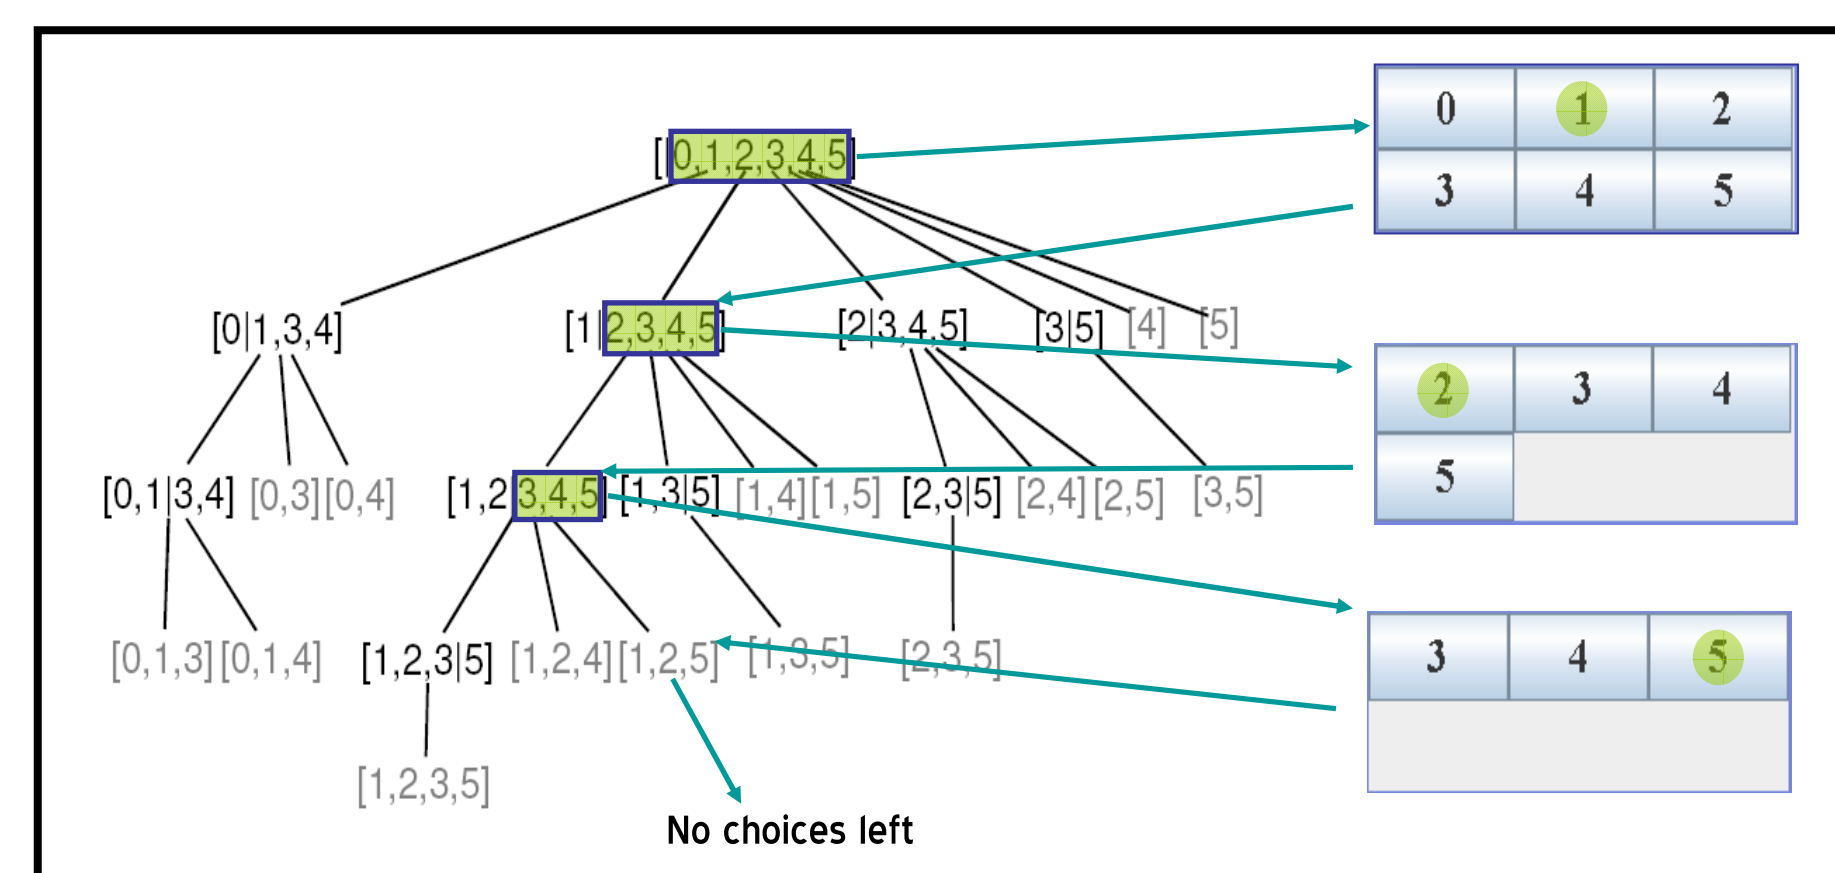 [|0,1,2,3,4,5]
[0|1,3,4] [1|2,3,4,5] [2|3,4,5] [3|5] [4] [5]
[0,1|3,4] [0,3] [0,4] [1,2|3,4,5] [1,3|5] [1,4] [1,5] [2,3|5] [2,4] [2,5] [3,5]
[0,1,3] [0,1,4] [1,2,3|5] [1,2,4] [1,2,5] [1,3,5] [2,3,5]
[1,2,3,5]
No choices left
0 1 2
3 4 5
2 3 4
5
3 4 5